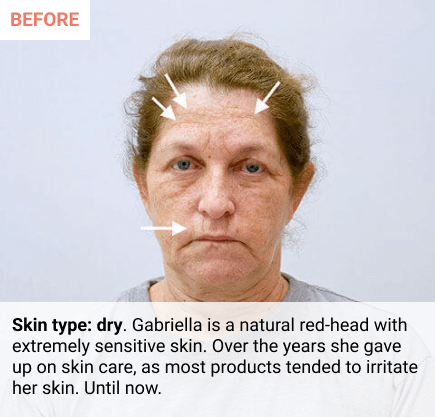 BEFORE
Skin type: dry. Gabriella is a natural red-head with
extremely sensitive skin. Over the years she gave
up on skin care, as most products tended to irritate
her skin. Until now.